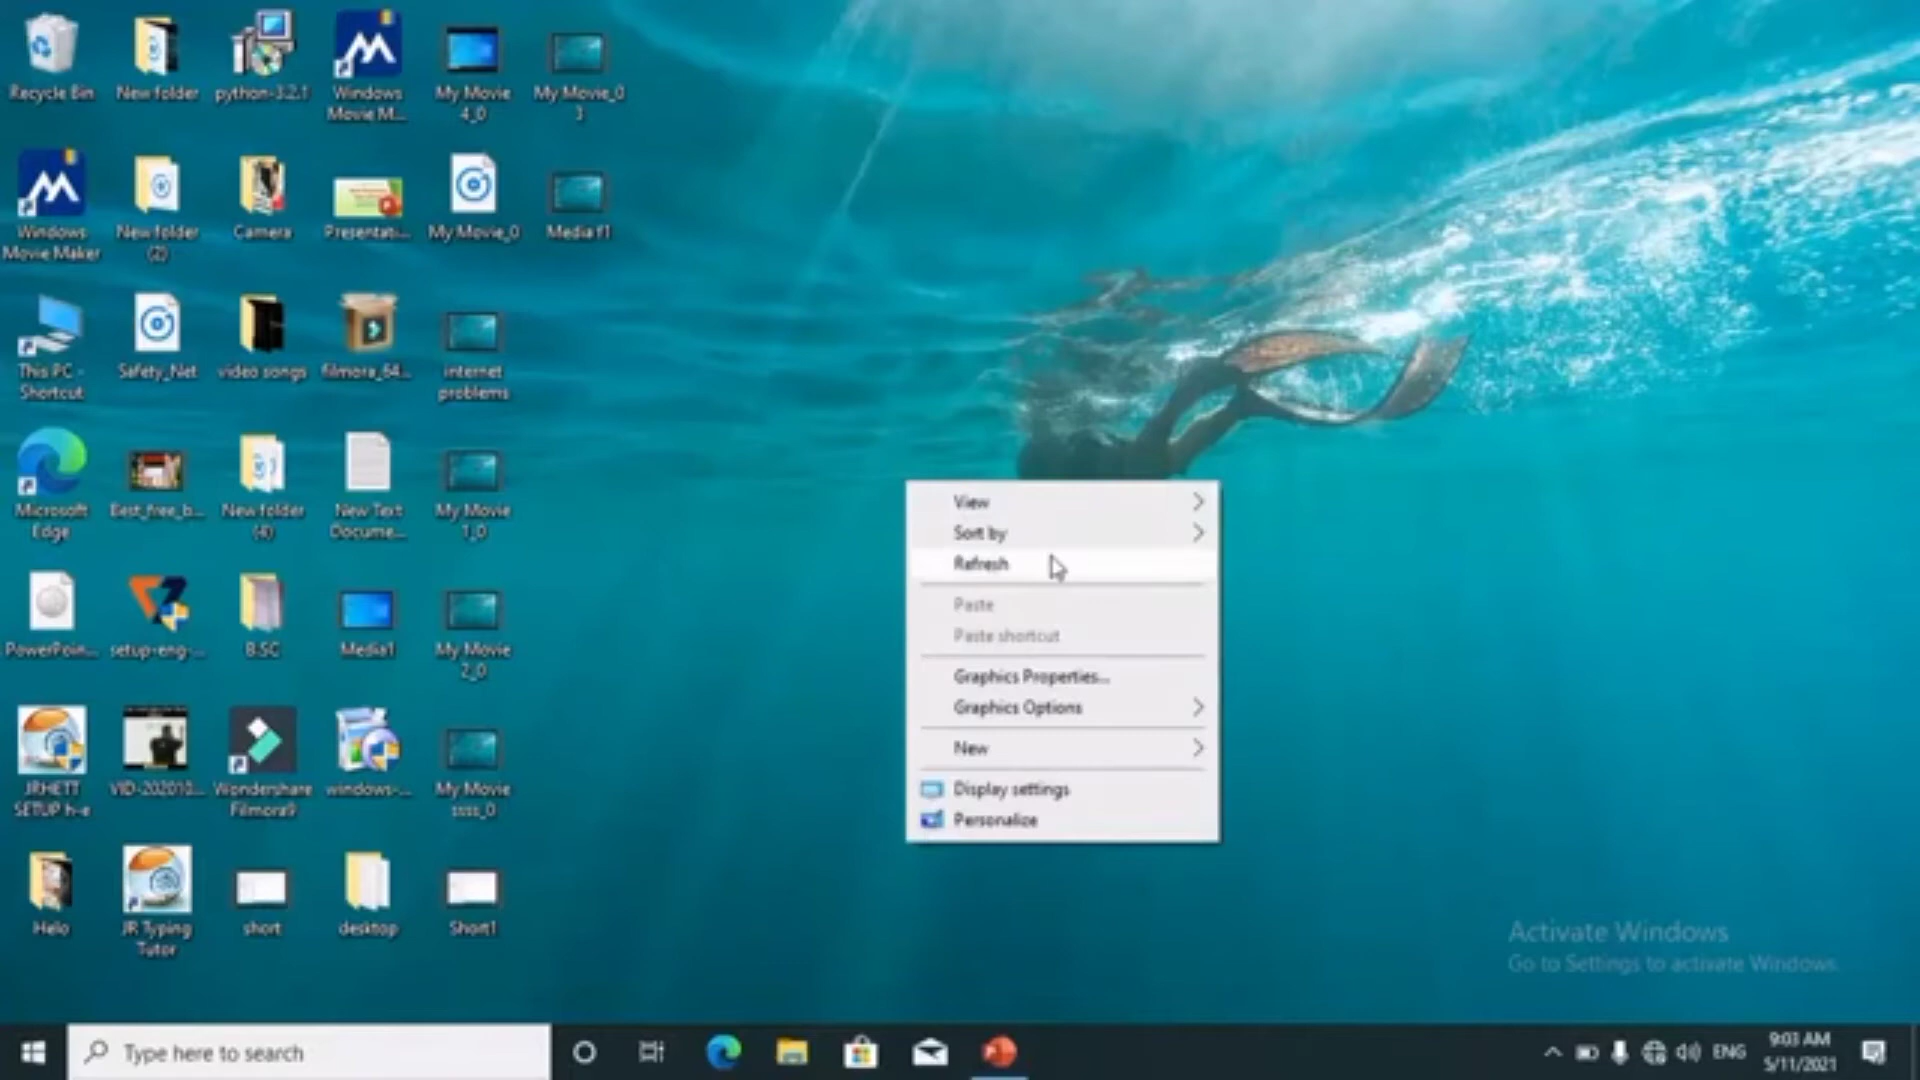 Recycle Bin
New folder
python-3.2.1
Windows
Movie M...
My Movie
4_0
My Movie_0
3
Windows
Movie Maker
New folder
(2)
Camera
Presentati...
My Movie_0
Media f1
This PC -
Shortcut
Safety_Net
video songs
filmora_64...
internet
problems
Microsoft
Edge
Best_free_b...
New folder
(4)
New Text
Docume...
My Movie
1_0
PowerPoin...
setup-eng-...
B.SC
Media1
My Movie
2_0
JRHETT
SETUP h-e
VID-202010...
Wondershare
Filmora9
windows-...
My Movie
ssss_0
Helo
JR Typing
Tutor
short
desktop
Short1
View
Sort by
Refresh
Paste
Paste shortcut
Graphics Properties...
Graphics Options
New
Display settings
Personalize
Activate Windows
Go to Settings to activate Windows.
Type here to search
ENG
9:03 AM
5/11/2021